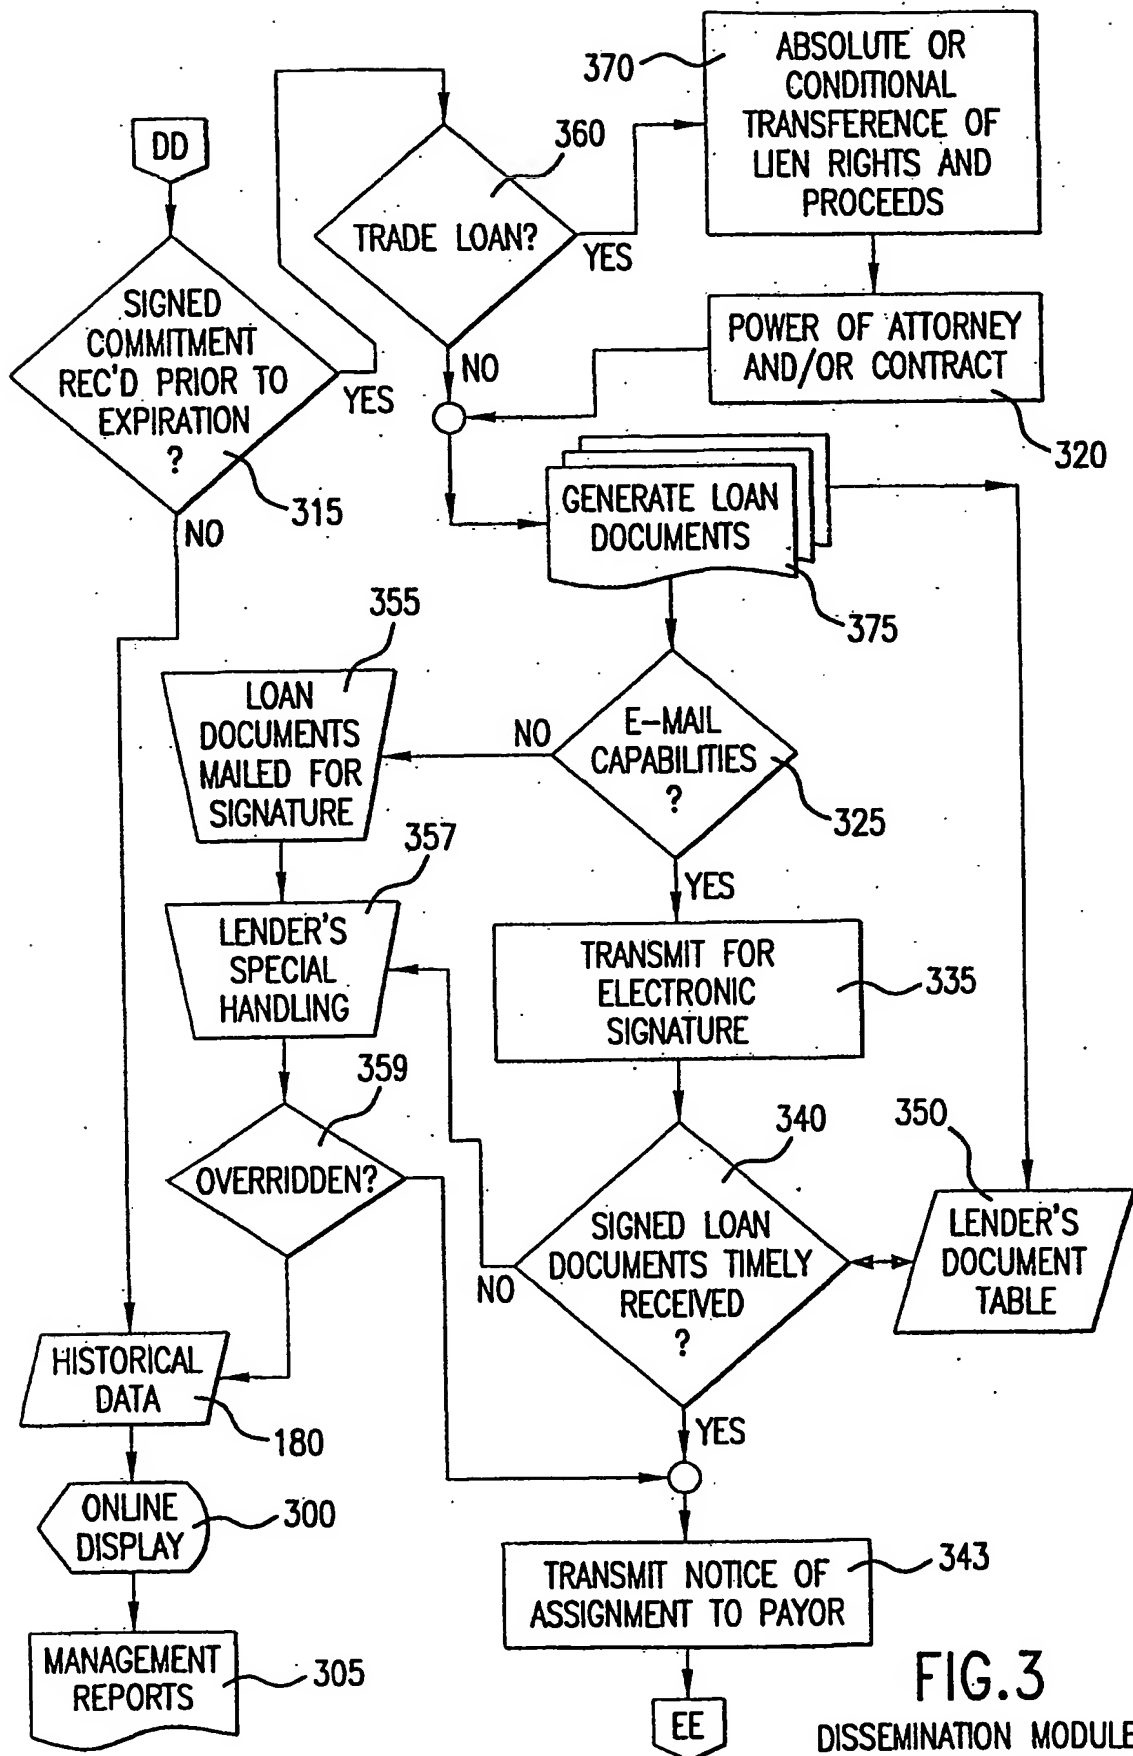 370
ABSOLUTE OR
CONDITIONAL
TRANSFERENCE OF
LIEN RIGHTS AND
PROCEEDS
DD
360
TRADE LOAN?
YES
NO
SIGNED
COMMITMENT
REC'D PRIOR TO
EXPIRATION
?
YES
315
NO
POWER OF ATTORNEY
AND/OR CONTRACT
320
GENERATE LOAN
DOCUMENTS
375
355
LOAN
DOCUMENTS
MAILED FOR
SIGNATURE
NO
E-MAIL
CAPABILITIES
?
325
YES
357
LENDER'S
SPECIAL
HANDLING
TRANSMIT FOR
ELECTRONIC
SIGNATURE
335
359
OVERRIDDEN?
340
SIGNED LOAN
DOCUMENTS TIMELY
RECEIVED
?
NO
YES
350
LENDER'S
DOCUMENT
TABLE
HISTORICAL
DATA
180
ONLINE
DISPLAY
300
MANAGEMENT
REPORTS
305
TRANSMIT NOTICE OF
ASSIGNMENT TO PAYOR
343
EE
FIG.3
DISSEMINATION MODULE